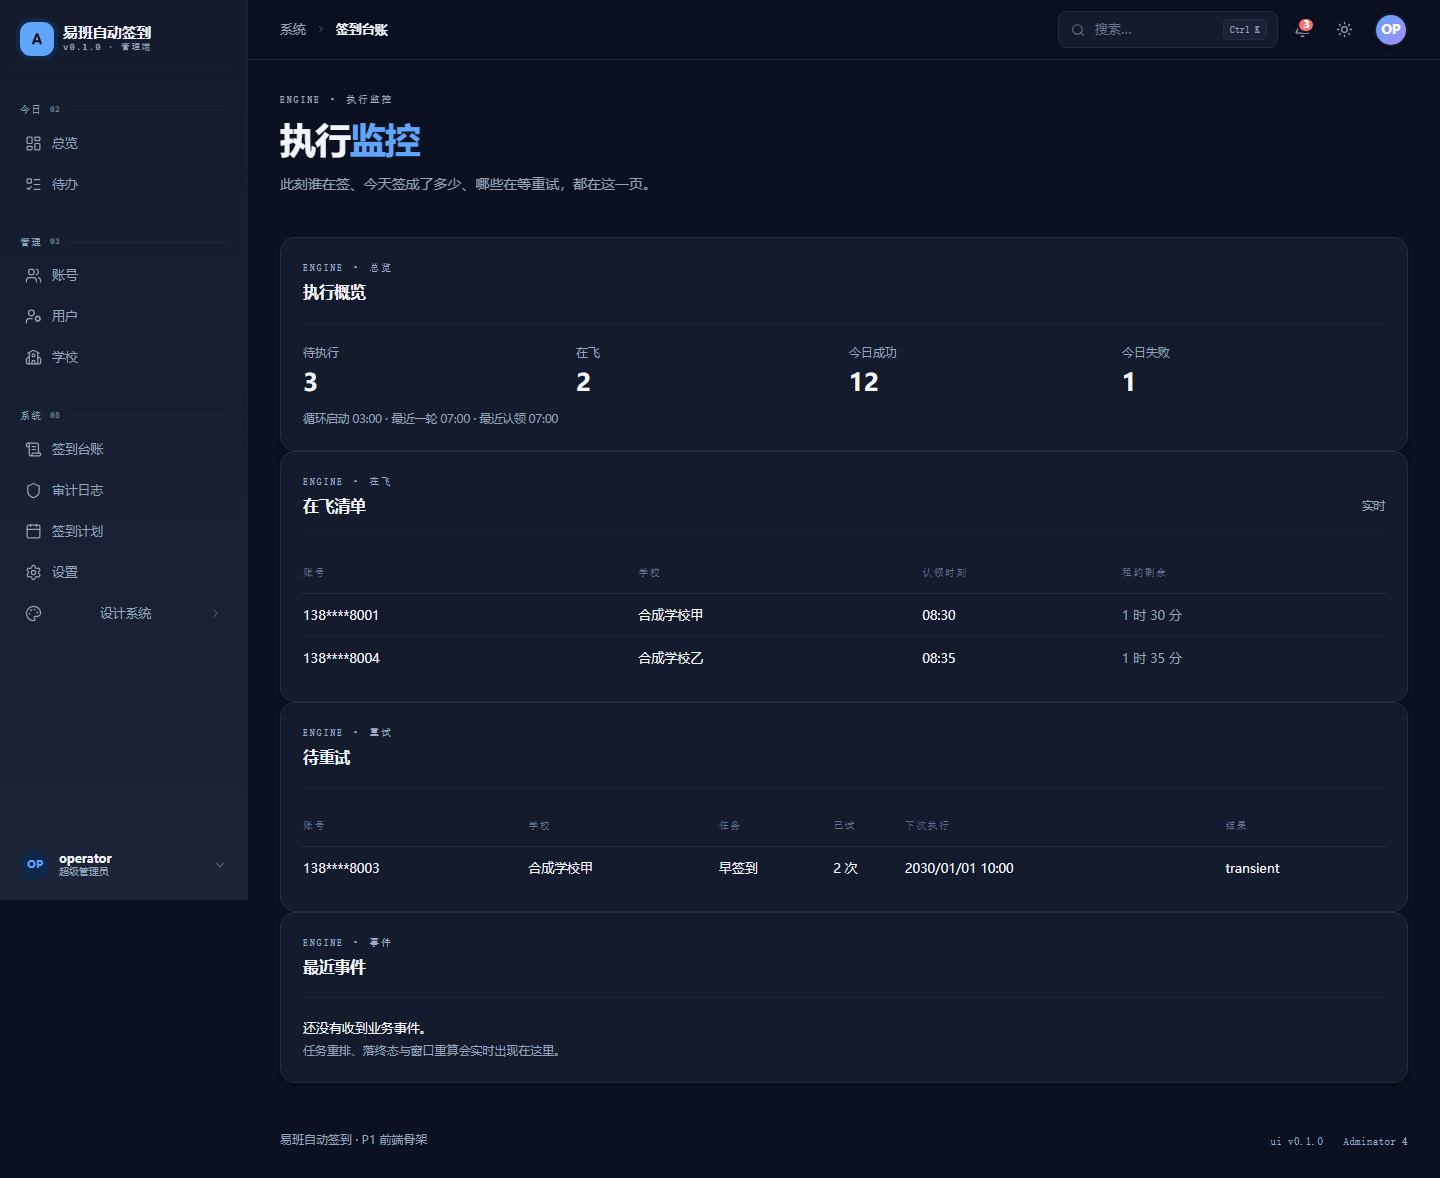 易班自动签到
v0.1.0 · 管理端
今日 02
总览
待办
管理 03
账号
用户
学校
系统 05
签到台账
审计日志
签到计划
设置
设计系统
OP
operator
超级管理员
系统 › 签到台账
搜索... Ctrl K
3
OP
ENGINE · 执行监控
执行监控
此刻谁在签、今天签成了多少、哪些在等重试，都在这一页。
ENGINE · 总览
执行概览
待执行 在飞 今日成功 今日失败
3 2 12 1
循环启动 03:00 · 最近一轮 07:00 · 最近认领 07:00
ENGINE · 在飞
在飞清单
实时
账号 学校 认领时刻 租约剩余
138****8001 合成学校甲 08:30 1 时 30 分
138****8004 合成学校乙 08:35 1 时 35 分
ENGINE · 重试
待重试
账号 学校 任务 已试 下次执行 结果
138****8003 合成学校甲 早签到 2 次 2030/01/01 10:00 transient
ENGINE · 事件
最近事件
还没有收到业务事件。
任务重排、落终态与窗口重算会实时出现在这里。
易班自动签到 · P1 前端骨架
ui v0.1.0 Adminator 4